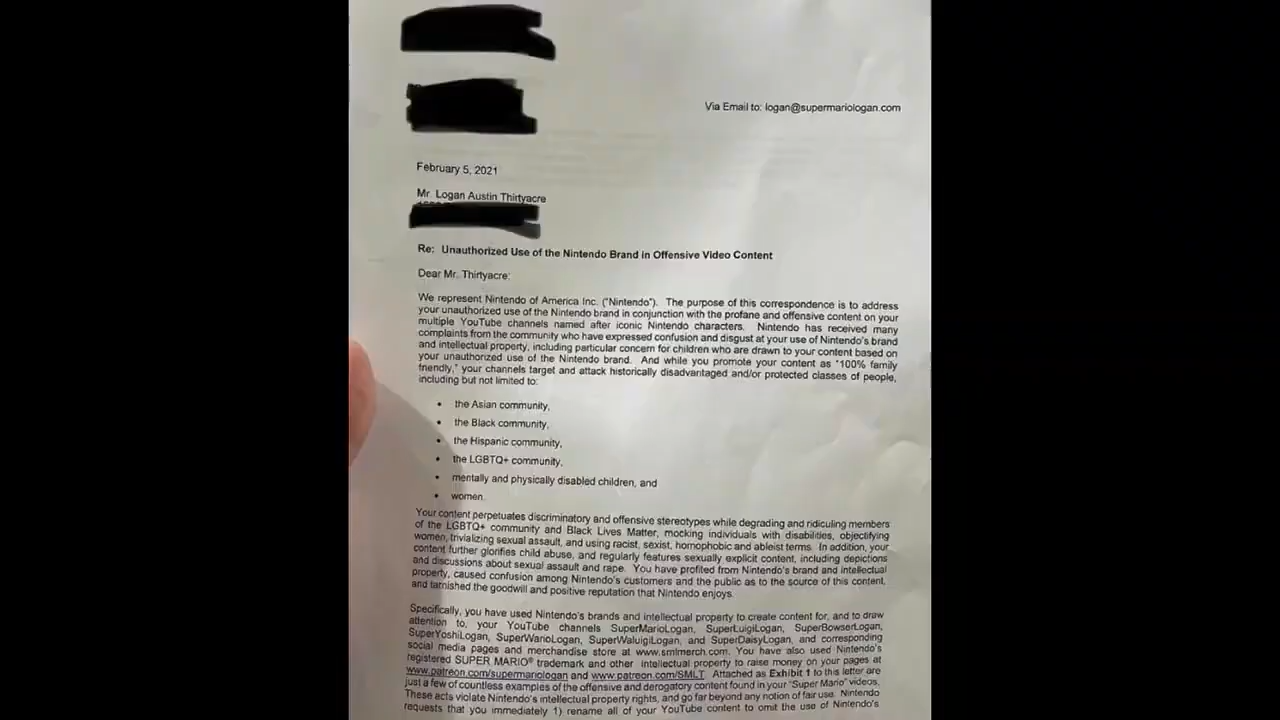 Via Email to: logan@supermariologan.com
February 5, 2021
Mr. Logan Austin Thirtyacre
Re: Unauthorized Use of the Nintendo Brand in Offensive Video Content
Dear Mr. Thirtyacre:
We represent Nintendo of America Inc. ("Nintendo"). The purpose of this correspondence is to address
your unauthorized use of the Nintendo brand in conjunction with the profane and offensive content on your
multiple YouTube channels named after iconic Nintendo characters. Nintendo has received many
complaints from the community who have expressed confusion and disgust at your use of Nintendo's brand
and intellectual property, including particular concern for children who are drawn to your content based on
your unauthorized use of the Nintendo brand. And while you promote your content as "100% family
friendly," your channels target and attack historically disadvantaged and/or protected classes of people,
including but not limited to:
• the Asian community,
• the Black community,
• the Hispanic community,
• the LGBTQ+ community,
• mentally and physically disabled children, and
• women.
Your content perpetuates discriminatory and offensive stereotypes while degrading and ridiculing members
of the LGBTQ+ community and Black Lives Matter, mocking individuals with disabilities, objectifying
women, trivializing sexual assault, and using racist, sexist, homophobic and ableist terms. In addition, your
content further glorifies child abuse, and regularly features sexually explicit content, including depictions
and discussions about sexual assault and rape. You have profited from Nintendo's brand and intellectual
property, caused confusion among Nintendo's customers and the public as to the source of this content,
and tarnished the goodwill and positive reputation that Nintendo enjoys.
Specifically, you have used Nintendo's brands and intellectual property to create content for, and to draw
attention to, your YouTube channels SuperMarioLogan, SuperLuigiLogan, SuperBowserLogan,
SuperYoshiLogan, SuperWarioLogan, SuperWaluigiLogan, and SuperDaisyLogan, and corresponding
social media pages and merchandise store at www.smlmerch.com. You have also used Nintendo's
registered SUPER MARIO® trademark and other intellectual property to raise money on your pages at
www.patreon.com/supermariologan and www.patreon.com/SMLT. Attached as Exhibit 1 to this letter are
just a few of countless examples of the offensive and derogatory content found in your "Super Mario" videos.
These acts violate Nintendo's intellectual property rights, and go far beyond any notion of fair use. Nintendo
requests that you immediately 1) rename all of your YouTube content to omit the use of Nintendo's